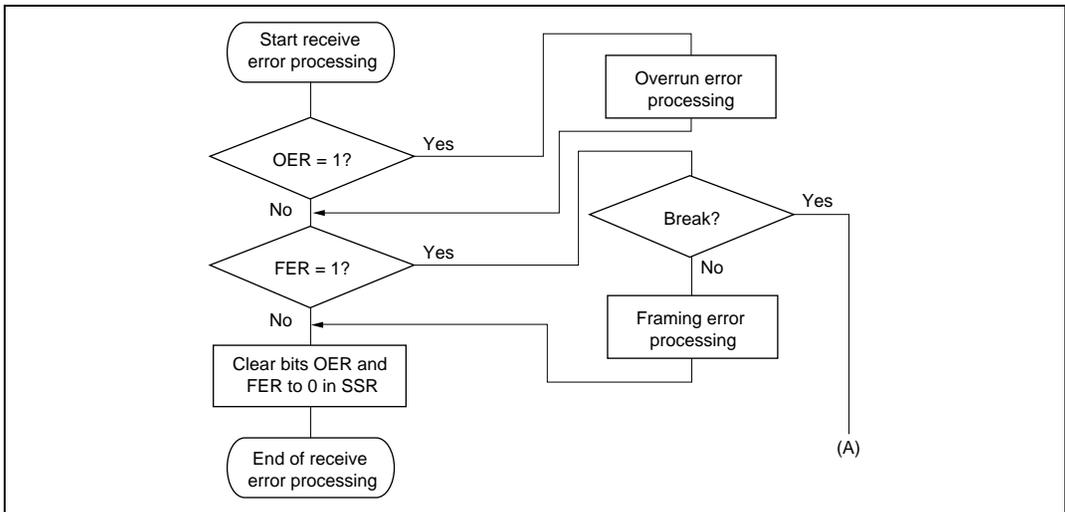 Start receive
error processing
Overrun error
processing
Yes
OER = 1?
No
Yes
Break?
Yes
FER = 1?
No
No
Framing error
processing
Clear bits OER and
FER to 0 in SSR
End of receive
error processing
(A)